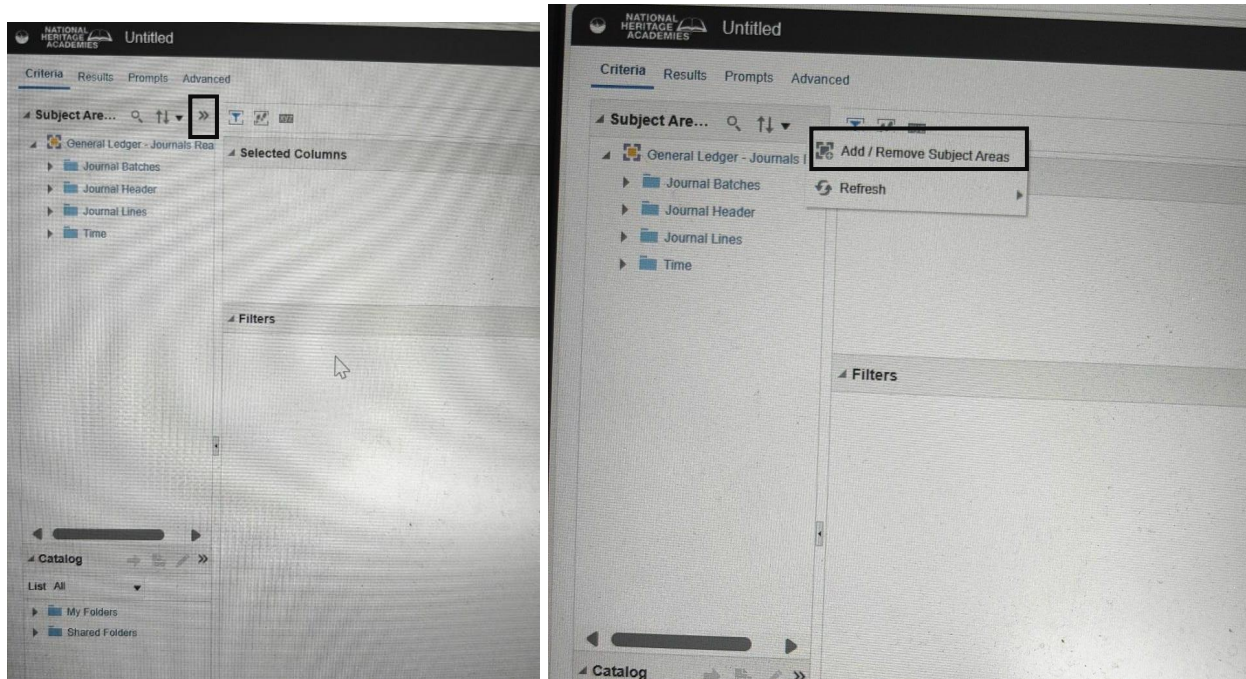 NATIONAL
HERITAGE
ACADEMIES
Untitled
Criteria Results Prompts Advanced
Subject Are...
General Ledger - Journals Rea
Journal Batches
Journal Header
Journal Lines
Time
Selected Columns
Filters
Catalog
List All
My Folders
Shared Folders
NATIONAL
HERITAGE
ACADEMIES
Untitled
Criteria Results Prompts Advanced
Subject Are...
General Ledger - Journals
Journal Batches
Journal Header
Journal Lines
Time
Add / Remove Subject Areas
Refresh
Filters
Catalog